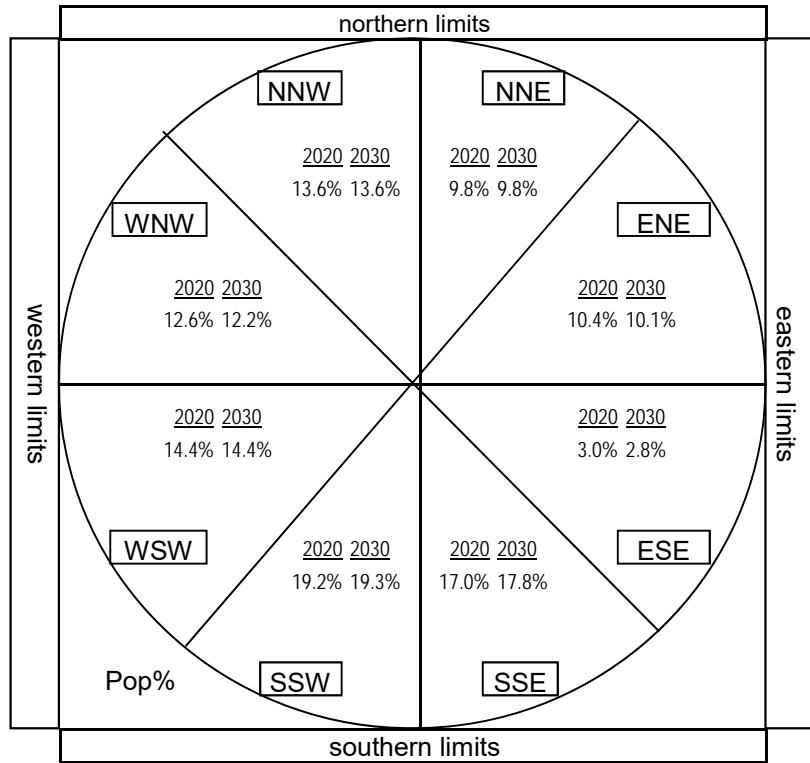 northern limits
NNW
NNE
2020 2030
13.6% 13.6%
2020 2030
9.8% 9.8%
WNW
ENE
2020 2030
12.6% 12.2%
2020 2030
10.4% 10.1%
western limits
eastern limits
2020 2030
14.4% 14.4%
2020 2030
3.0% 2.8%
WSW
ESE
2020 2030
19.2% 19.3%
2020 2030
17.0% 17.8%
Pop%
SSW
SSE
southern limits